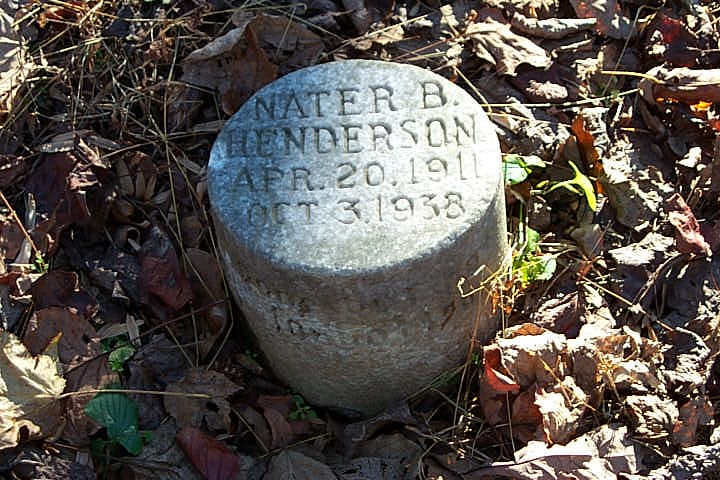 NATER B.
HENDERSON
APR. 20. 1911
OCT 3. 1938